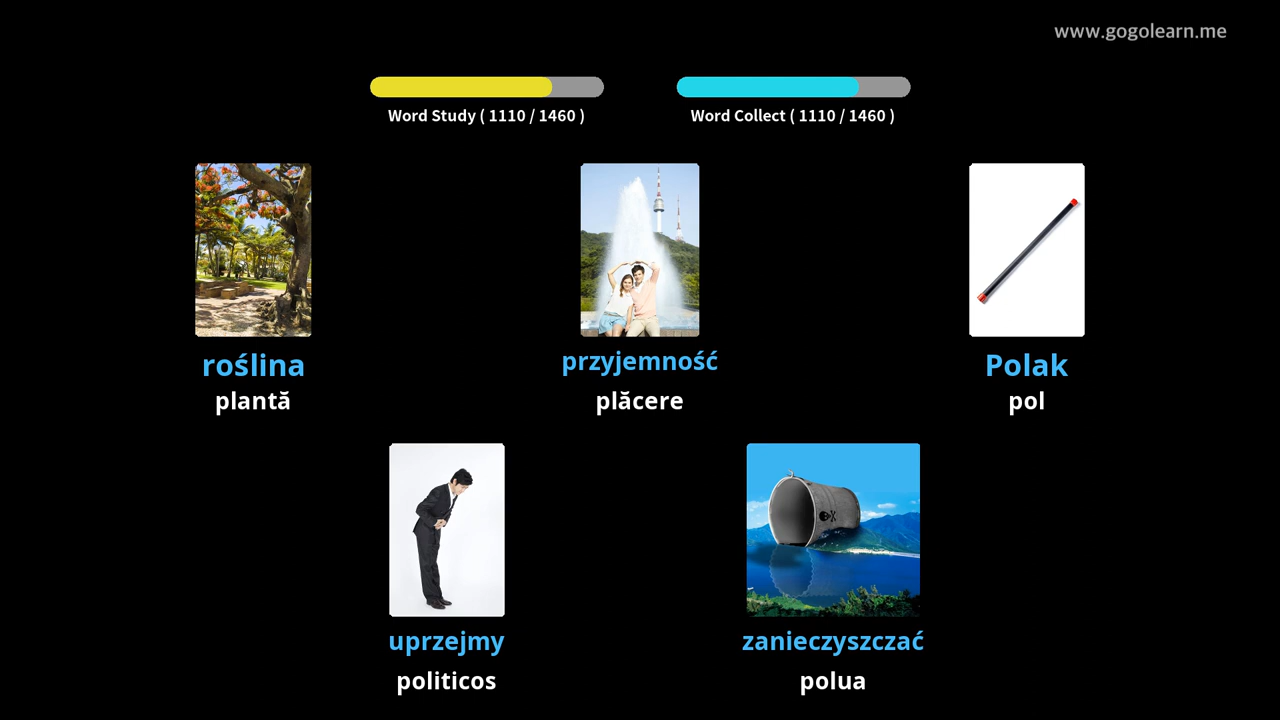 www.gogolearn.me
Word Study ( 1110 / 1460 )
Word Collect ( 1110 / 1460 )
roślina
plantă
przyjemność
plăcere
Polak
pol
uprzejmy
politicos
zanieczyszczać
polua